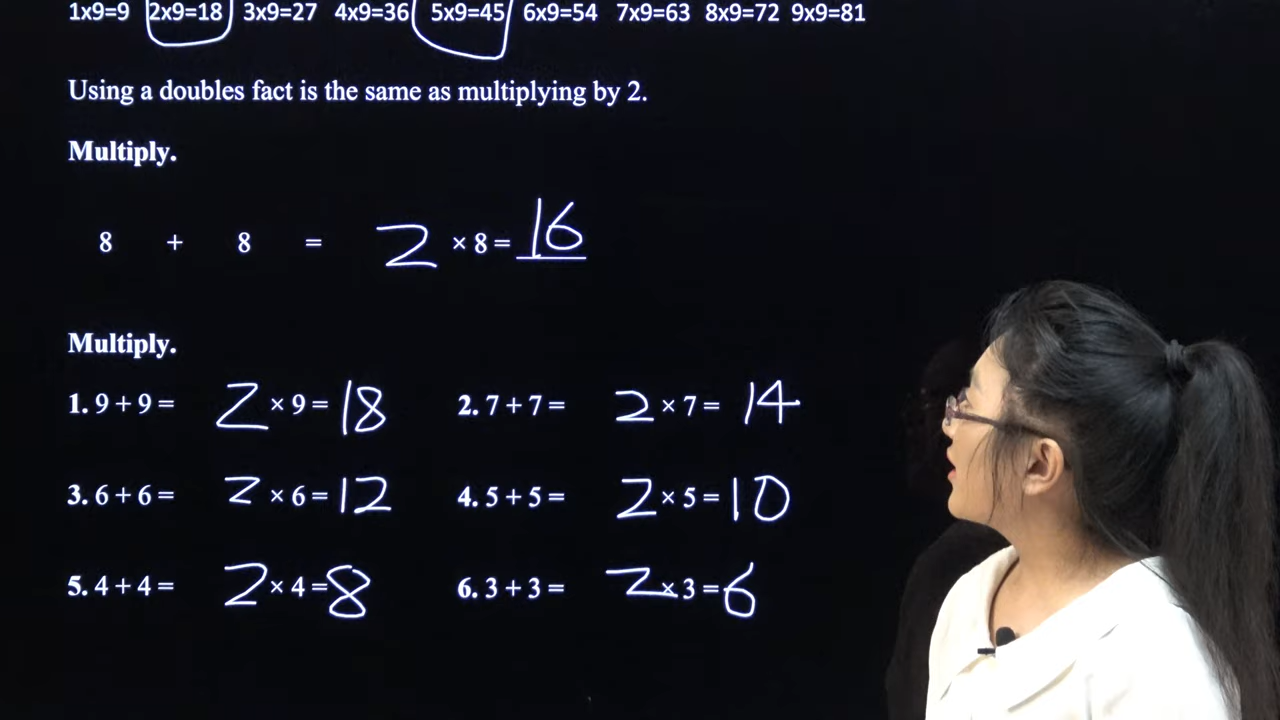 1x9=9 2x9=18 3x9=27 4x9=36 5x9=45 6x9=54 7x9=63 8x9=72 9x9=81
Using a doubles fact is the same as multiplying by 2.
Multiply.
8 + 8 = 2 × 8 = 16
Multiply.
1. 9 + 9 = 2 × 9 = 18 2. 7 + 7 = 2 × 7 = 14
3. 6 + 6 = 2 × 6 = 12 4. 5 + 5 = 2 × 5 = 10
5. 4 + 4 = 2 × 4 = 8 6. 3 + 3 = 2 × 3 = 6